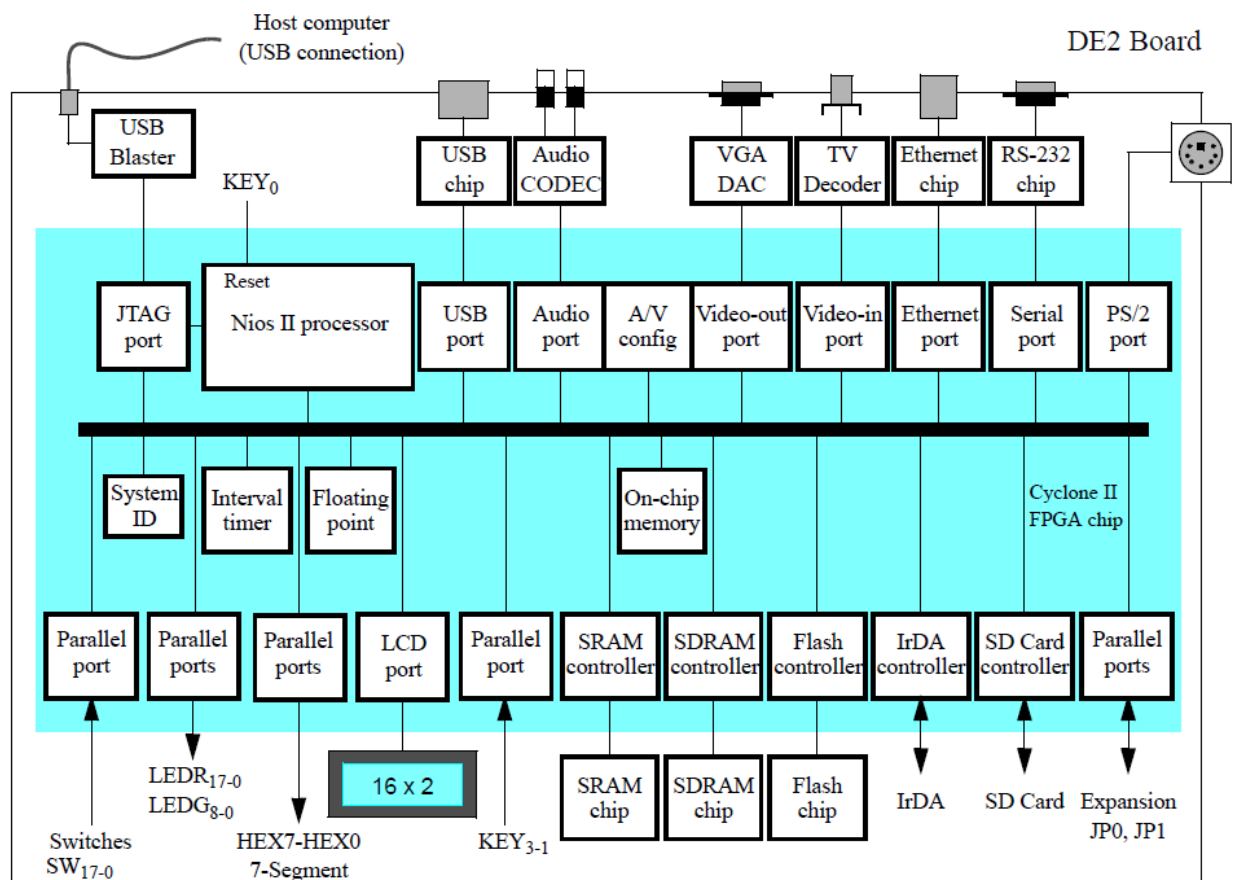 Host computer
(USB connection)
DE2 Board
USB
Blaster
USB
chip
Audio
CODEC
VGA
DAC
TV
Decoder
Ethernet
chip
RS-232
chip
KEY0
Reset
Nios II processor
JTAG
port
USB
port
Audio
port
A/V
config
Video-out
port
Video-in
port
Ethernet
port
Serial
port
PS/2
port
System
ID
Interval
timer
Floating
point
On-chip
memory
Cyclone II
FPGA chip
Parallel
port
Parallel
ports
Parallel
ports
LCD
port
Parallel
port
SRAM
controller
SDRAM
controller
Flash
controller
IrDA
controller
SD Card
controller
Parallel
ports
LEDR17-0
LEDG8-0
16 x 2
SRAM
chip
SDRAM
chip
Flash
chip
IrDA
SD Card
Expansion
JP0, JP1
Switches
SW17-0
HEX7-HEX0
7-Segment
KEY3-1